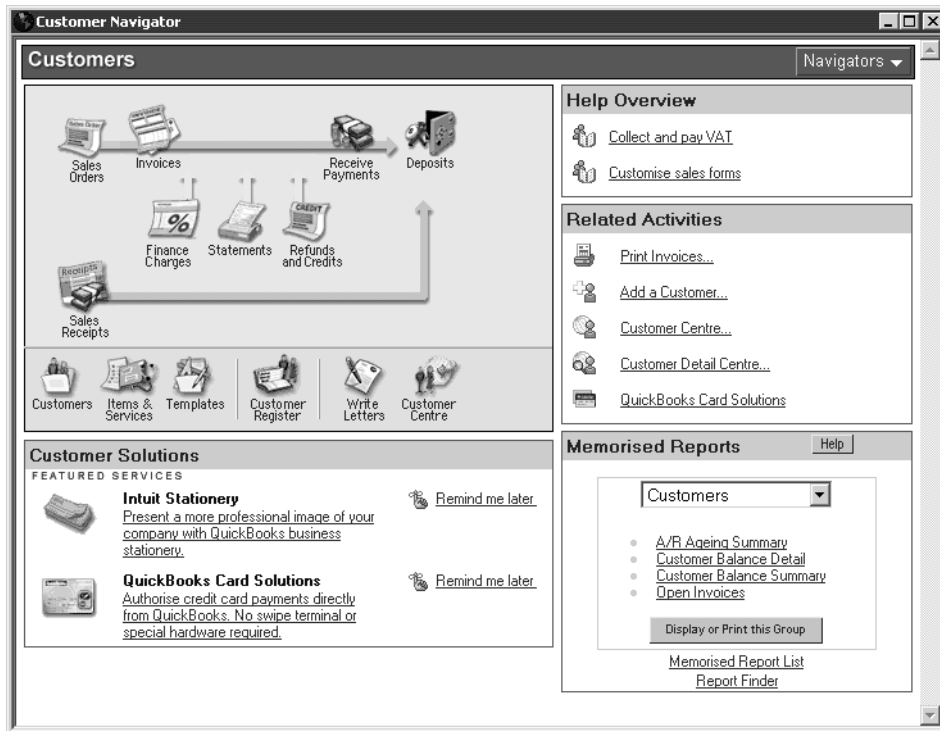 Customer Navigator
Customers
Navigators
Sales
Orders
Invoices
Receive
Payments
Deposits
Finance
Charges
Statements
CREDIT
Refunds
and Credits
Receipts
Sales
Receipts
Customers
Items &
Services
Templates
Customer
Register
Write
Letters
Customer
Centre
Customer Solutions
FEATURED SERVICES
Intuit Stationery
Present a more professional image of your
company with QuickBooks business
stationery.
Remind me later
QuickBooks Card Solutions
Authorise credit card payments directly
from QuickBooks. No swipe terminal or
special hardware required.
Remind me later
Help Overview
Collect and pay VAT
Customise sales forms
Related Activities
Print Invoices...
Add a Customer...
Customer Centre...
Customer Detail Centre...
QuickBooks Card Solutions
Memorised Reports
Help
Customers
A/R Ageing Summary
Customer Balance Detail
Customer Balance Summary
Open Invoices
Display or Print this Group
Memorised Report List
Report Finder